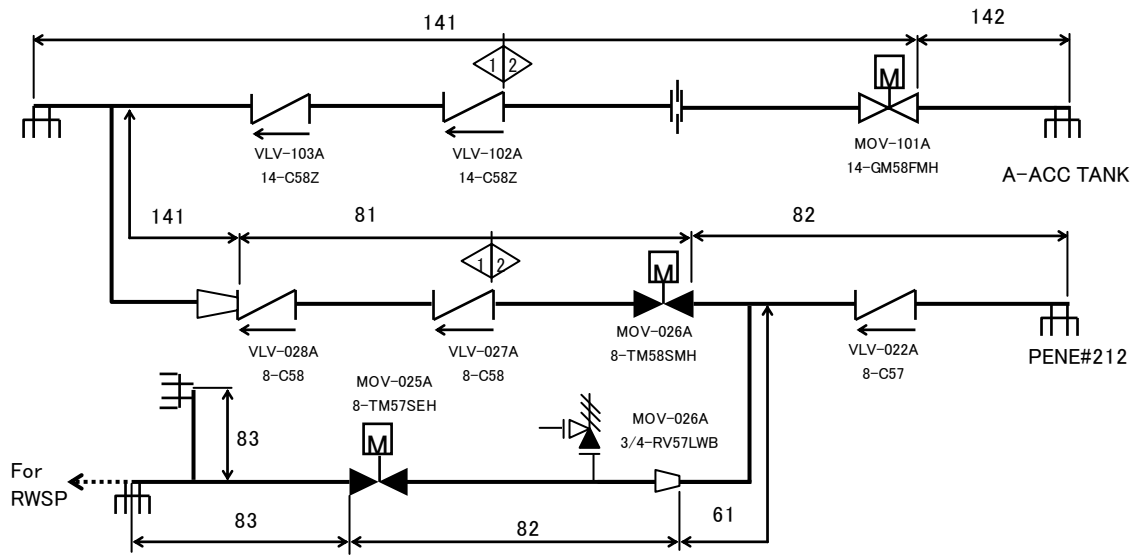 141
142
1 2
M
VLV-103A
14-C58Z
VLV-102A
14-C58Z
MOV-101A
14-GM58FMH
A-ACC TANK
141
81
82
1 2
M
VLV-028A
8-C58
VLV-027A
8-C58
MOV-026A
8-TM58SMH
VLV-022A
8-C57
PENE#212
MOV-025A
8-TM57SEH
MOV-026A
3/4-RV57LWB
83
M
For
RWSP
83
82
61